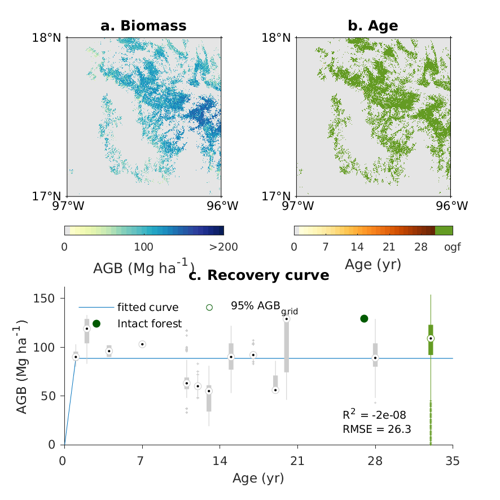 a. Biomass
b. Age
18°N
18°N
17°N
17°N
97°W
96°W
97°W
96°W
0
100
>200
0
7
14
21
28
ogf
AGB (Mg ha⁻¹)
Age (yr)
c. Recovery curve
150
100
50
0
AGB (Mg ha⁻¹)
fitted curve
95% AGBgrid
Intact forest
R² = -2e-08
RMSE = 26.3
0
7
14
21
28
35
Age (yr)